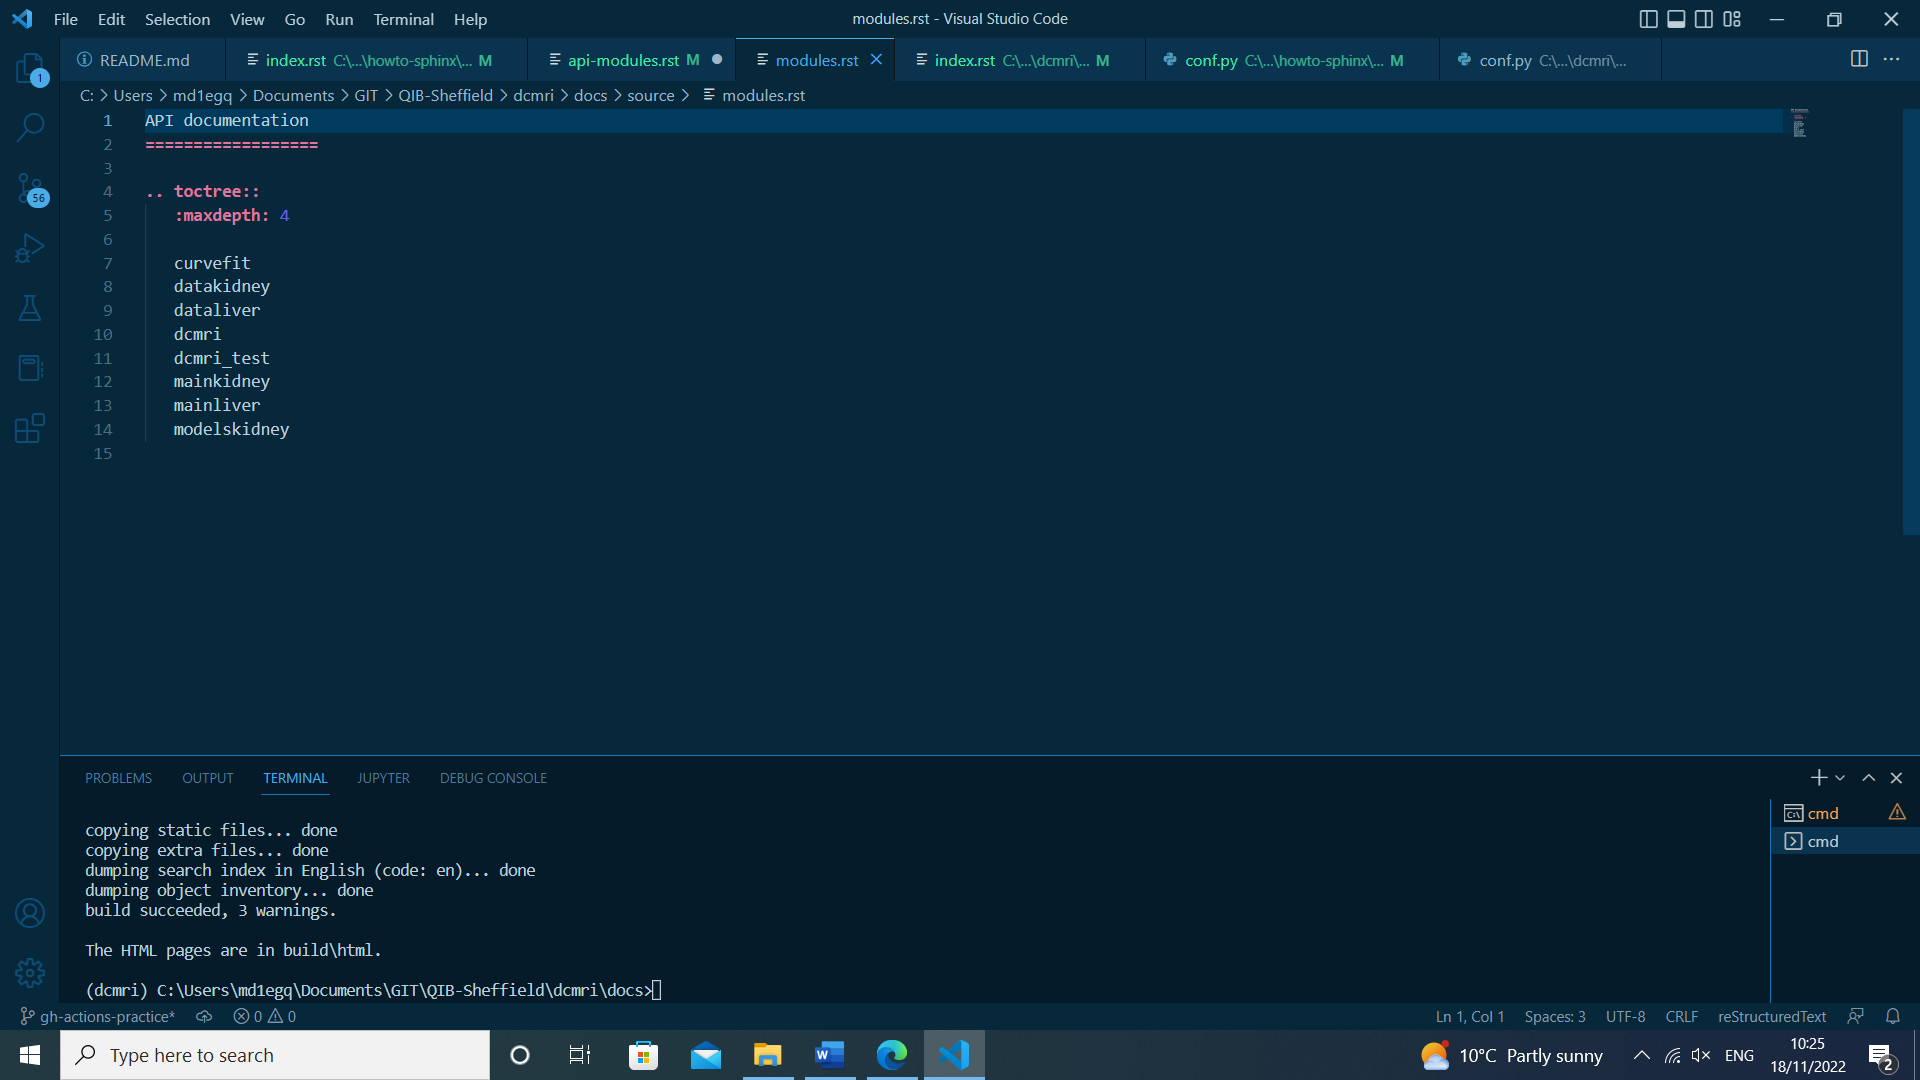 File Edit Selection View Go Run Terminal Help
modules.rst - Visual Studio Code
README.md
index.rst C:\...\howto-sphinx\... M
api-modules.rst M
modules.rst
index.rst C:\...\dcmri\... M
conf.py C:\...\howto-sphinx\... M
conf.py C:\...\dcmri\...
C: > Users > md1egq > Documents > GIT > QIB-Sheffield > dcmri > docs > source > modules.rst
1 API documentation
2 ==================
3
4 .. toctree::
5 :maxdepth: 4
6
7 curvefit
8 datakidney
9 dataliver
10 dcmri
11 dcmri_test
12 mainkidney
13 mainliver
14 modelskidney
15
1
56
PROBLEMS OUTPUT TERMINAL JUPYTER DEBUG CONSOLE
cmd
cmd
copying static files... done
copying extra files... done
dumping search index in English (code: en)... done
dumping object inventory... done
build succeeded, 3 warnings.
The HTML pages are in build\html.
(dcmri) C:\Users\md1egq\Documents\GIT\QIB-Sheffield\dcmri\docs>
gh-actions-practice* 0 0
Ln 1, Col 1 Spaces: 3 UTF-8 CRLF reStructuredText
Type here to search
10°C Partly sunny
ENG
10:25
18/11/2022
2